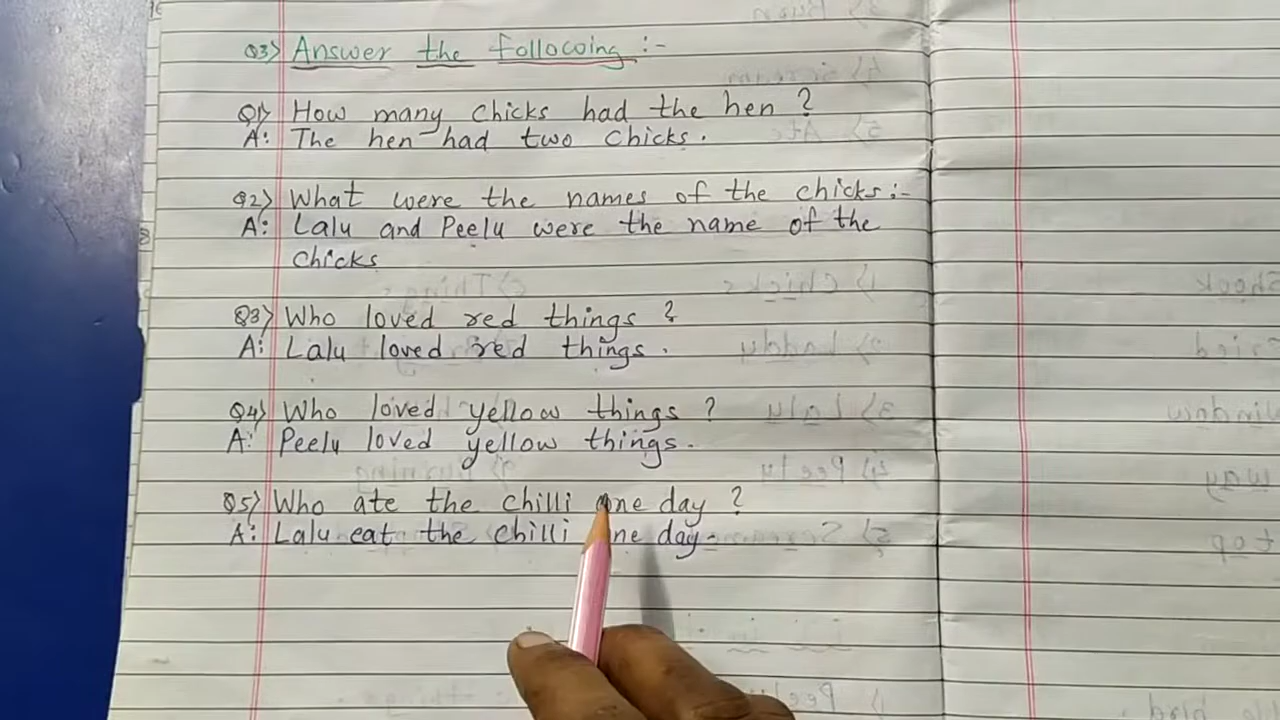 Q3) Answer the following :-
Q1) How many chicks had the hen ?
A: The hen had two chicks.
Q2) What were the names of the chicks:-
A: Lalu and Peelu were the name of the
chicks
Q3) Who loved red things ?
A: Lalu loved red things.
Q4) Who loved yellow things ?
A: Peelu loved yellow things.
Q5) Who ate the chilli one day ?
A: Lalu eat the chilli one day.